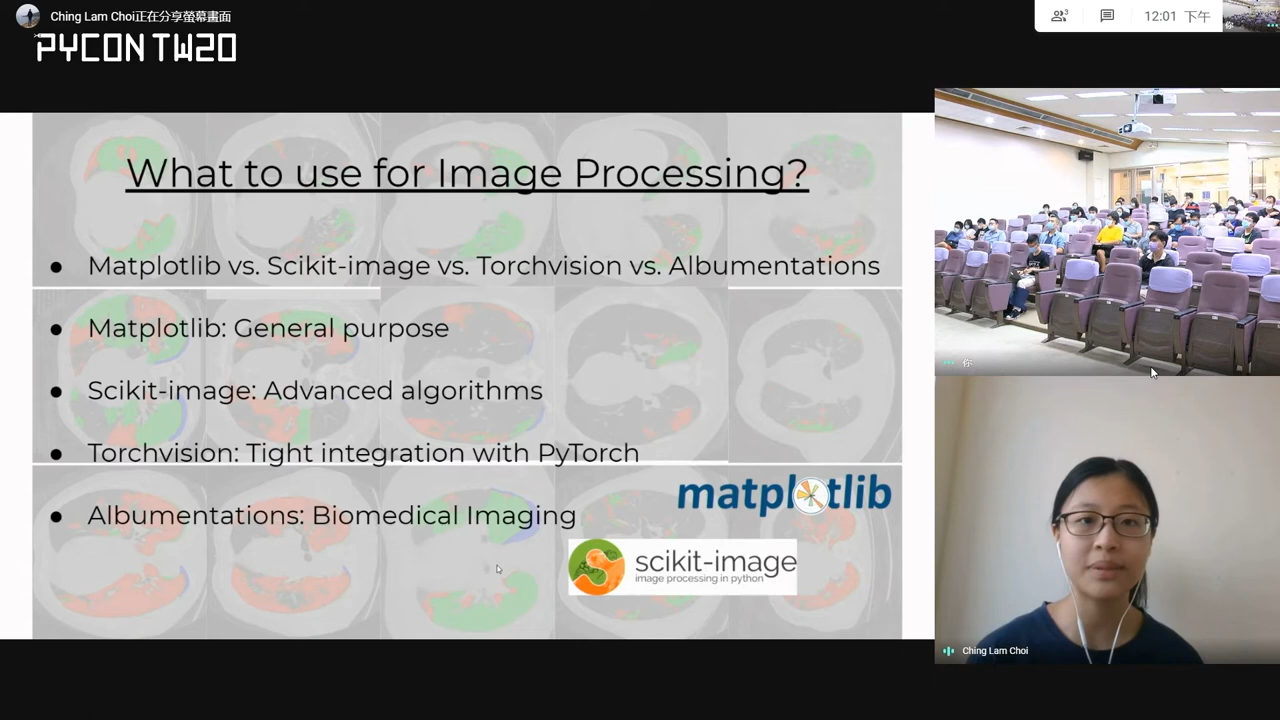 Ching Lam Choi正在分享螢幕畫面
PYCON TW20
3
12:01 下午
你
What to use for Image Processing?
● Matplotlib vs. Scikit-image vs. Torchvision vs. Albumentations
● Matplotlib: General purpose
● Scikit-image: Advanced algorithms
● Torchvision: Tight integration with PyTorch
● Albumentations: Biomedical Imaging
matplotlib
scikit-image
image processing in python
你
Ching Lam Choi